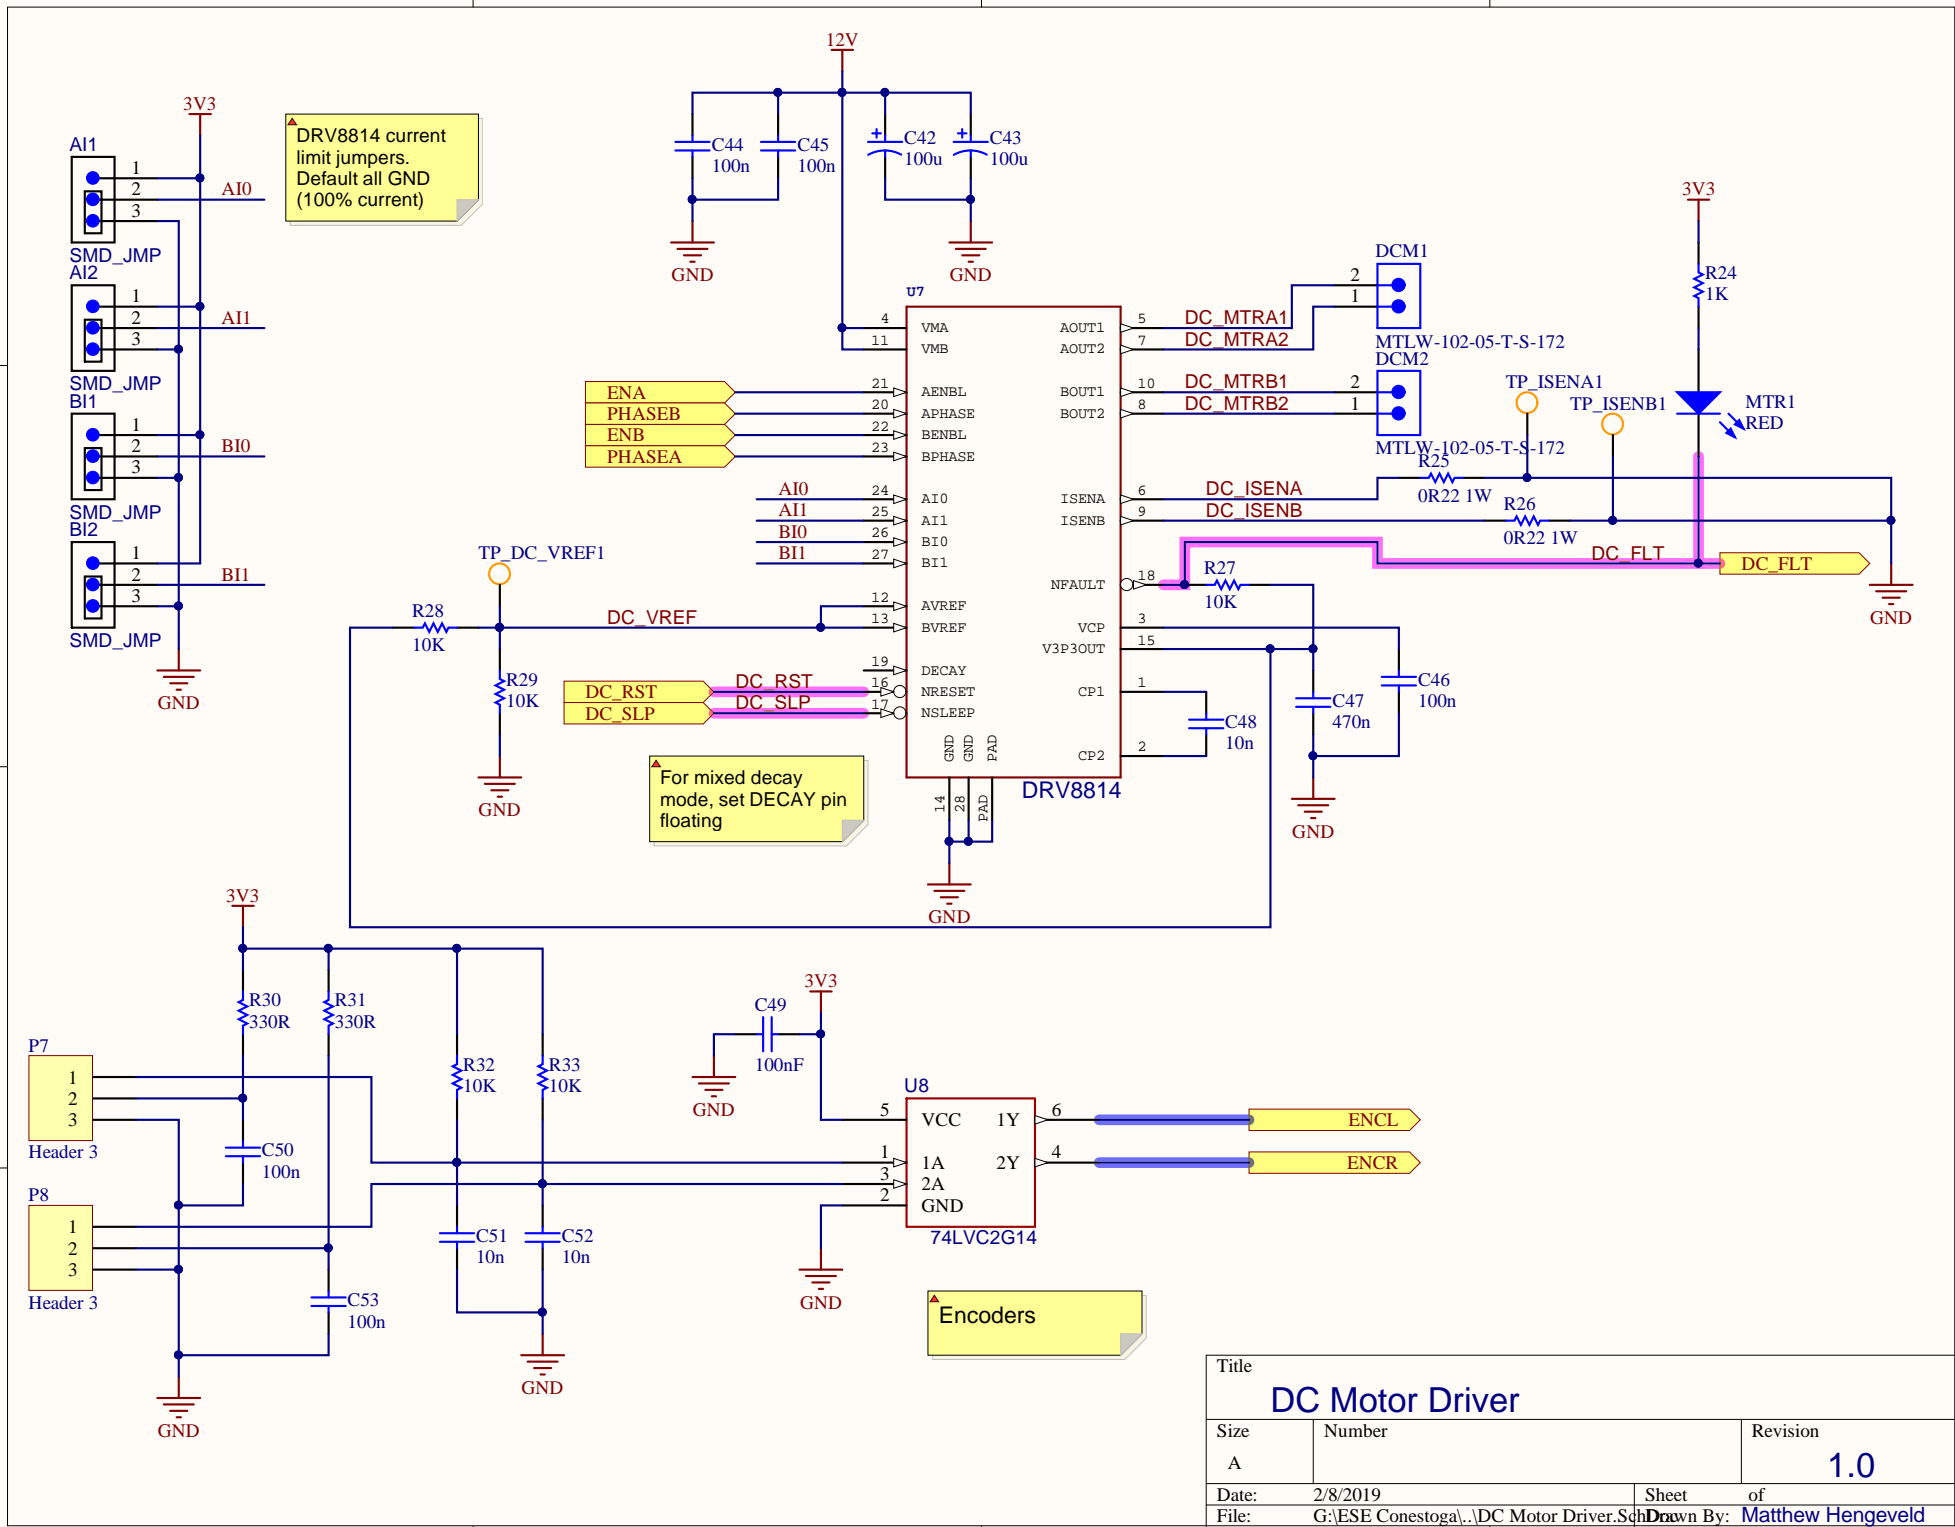 12V
3V3
AI1
1
2
3
AI0
SMD_JMP
AI2
1
2
3
AI1
SMD_JMP
BI1
1
2
3
BI0
SMD_JMP
BI2
1
2
3
BI1
SMD_JMP
GND
DRV8814 current
limit jumpers.
Default all GND
(100% current)
C44
100n
C45
100n
C42
100u
C43
100u
GND
GND
U7
4 VMA
11 VMB
21 AENBL
20 APHASE
22 BENBL
23 BPHASE
24 AI0
25 AI1
26 BI0
27 BI1
12 AVREF
13 BVREF
19 DECAY
16 NRESET
17 NSLEEP
AOUT1 5
AOUT2 7
BOUT1 10
BOUT2 8
ISENA 6
ISENB 9
NFAULT 18
VCP 3
V3P3OUT 15
CP1 1
CP2 2
GND GND PAD
14 28 PAD
DRV8814
GND
ENA
PHASEB
ENB
PHASEA
AI0
AI1
BI0
BI1
TP_DC_VREF1
R28
10K
DC_VREF
R29
10K
GND
DC_RST DC_RST
DC_SLP DC_SLP
For mixed decay
mode, set DECAY pin
floating
DC_MTRA1
DC_MTRA2
DC_MTRB1
DC_MTRB2
DCM1
2
1
MTLW-102-05-T-S-172
DCM2
2
1
MTLW-102-05-T-S-172
DC_ISENA
DC_ISENB
R25
0R22 1W
R26
0R22 1W
TP_ISENA1
TP_ISENB1
3V3
R24
1K
MTR1
RED
DC_FLT
DC_FLT
GND
R27
10K
C46
100n
C47
470n
C48
10n
GND
3V3
R30
330R
R31
330R
R32
10K
R33
10K
P7
1
2
3
Header 3
C50
100n
P8
1
2
3
Header 3
C53
100n
GND
C51
10n
C52
10n
GND
3V3
C49
100nF
GND
U8
5 VCC 1Y 6
1 1A 2Y 4
3 2A
2 GND
74LVC2G14
GND
ENCL
ENCR
Encoders
Title
DC Motor Driver
Size
A
Number
Revision
1.0
Date: 2/8/2019 Sheet of
File: G:\ESE Conestoga\..\DC Motor Driver.SchDoc Drawn By: Matthew Hengeveld